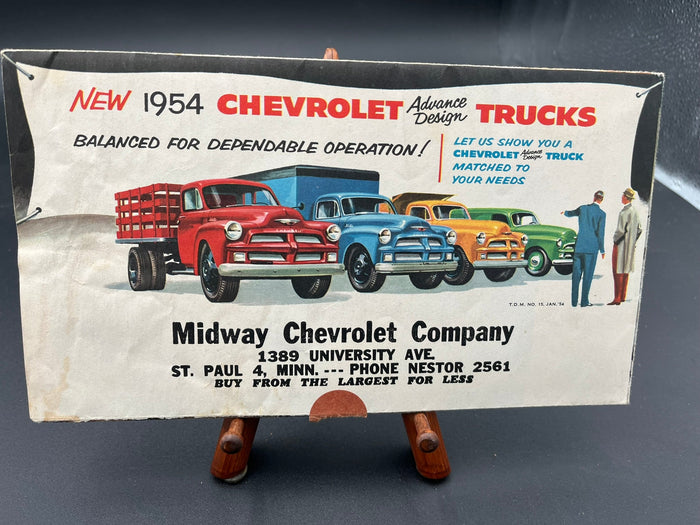 NEW 1954 CHEVROLET Advance Design TRUCKS
BALANCED FOR DEPENDABLE OPERATION!
LET US SHOW YOU A
CHEVROLET Advance Design TRUCK
MATCHED TO
YOUR NEEDS
T.D.M. NO. 15, JAN. '54
Midway Chevrolet Company
1389 UNIVERSITY AVE.
ST. PAUL 4, MINN. --- PHONE NESTOR 2561
BUY FROM THE LARGEST FOR LESS